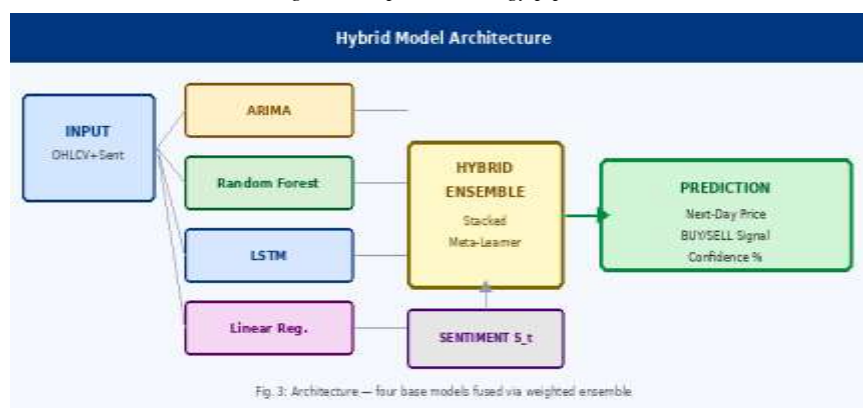 Hybrid Model Architecture
INPUT
OHLCV+Sent
ARIMA
Random Forest
LSTM
Linear Reg.
HYBRID
ENSEMBLE
Stacked
Meta-Learner
SENTIMENT S_t
PREDICTION
Next-Day Price
BUY/SELL Signal
Confidence %
Fig. 3: Architecture — four base models fused via weighted ensemble